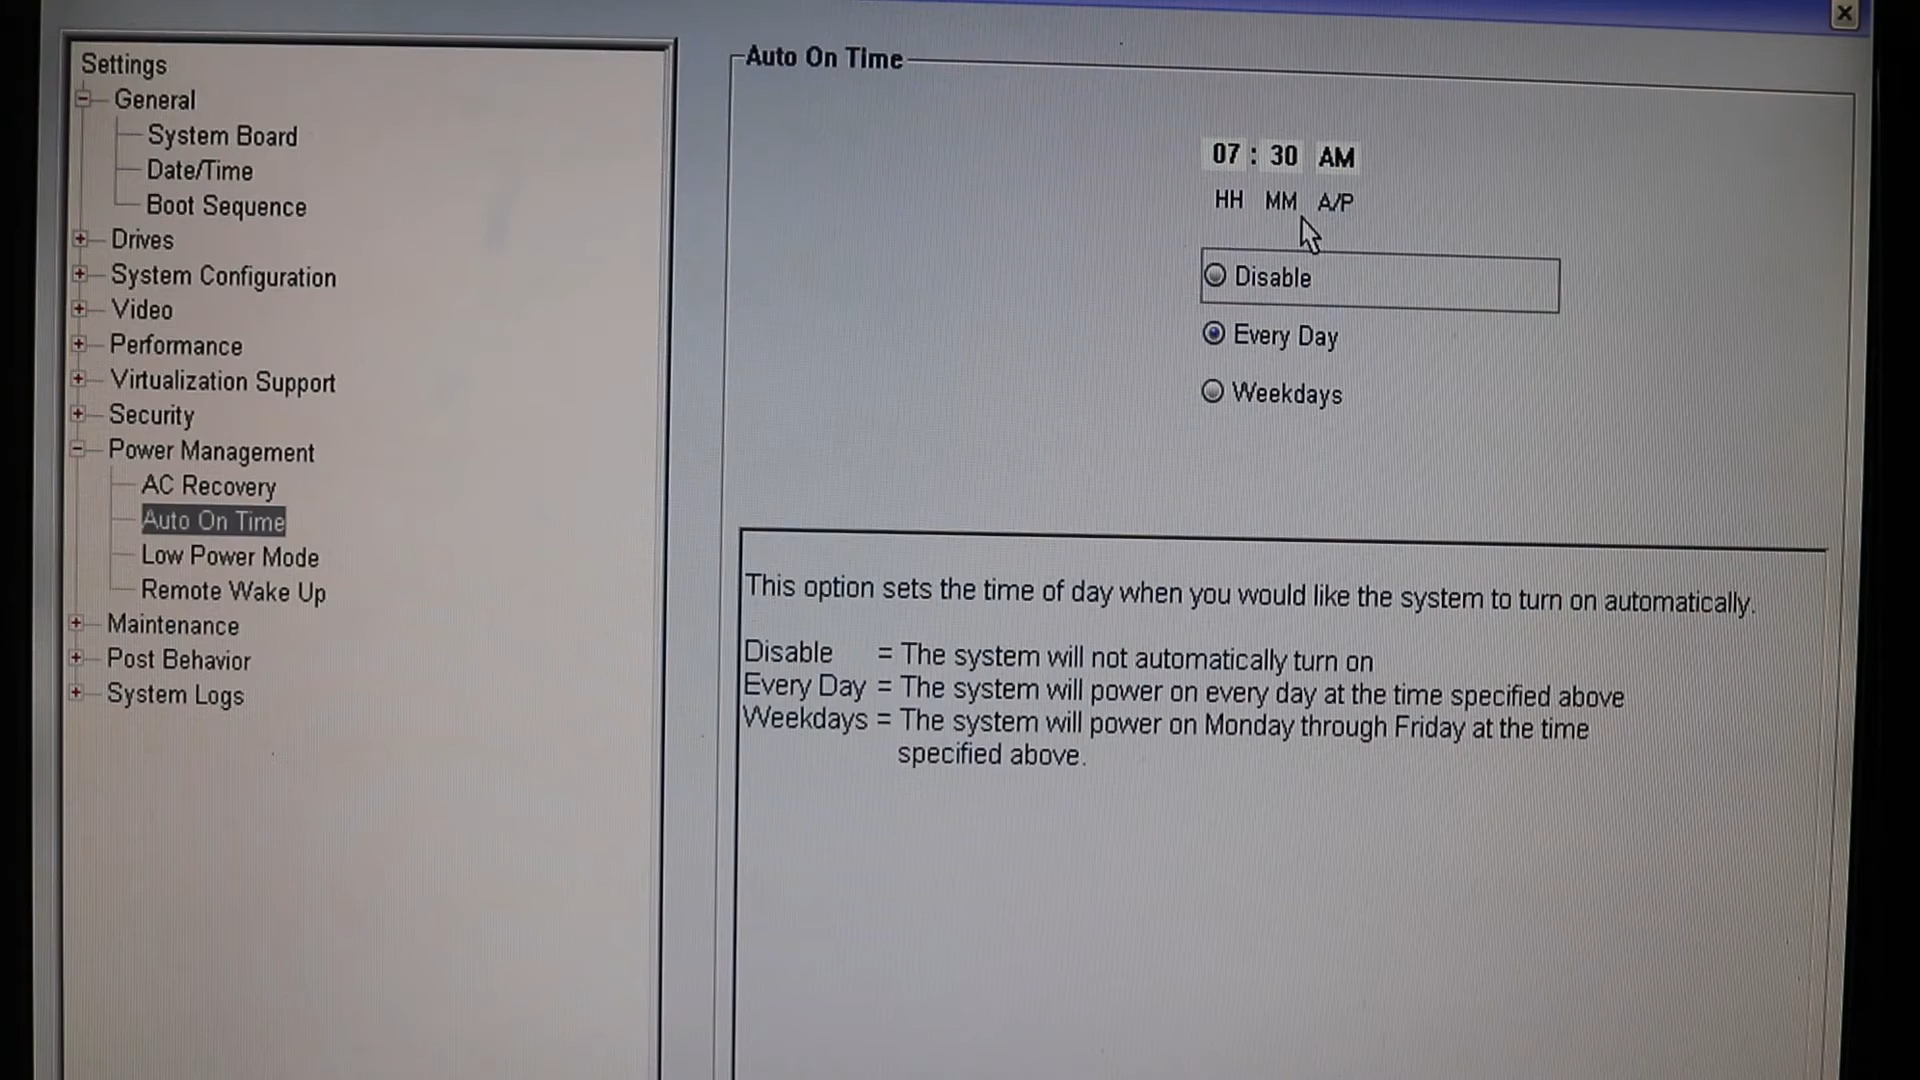 Settings
General
System Board
Date/Time
Boot Sequence
Drives
System Configuration
Video
Performance
Virtualization Support
Security
Power Management
AC Recovery
Auto On Time
Low Power Mode
Remote Wake Up
Maintenance
Post Behavior
System Logs
Auto On Time
07 : 30 AM
HH MM A/P
Disable
Every Day
Weekdays
This option sets the time of day when you would like the system to turn on automatically.
Disable = The system will not automatically turn on
Every Day = The system will power on every day at the time specified above
Weekdays = The system will power on Monday through Friday at the time
specified above.